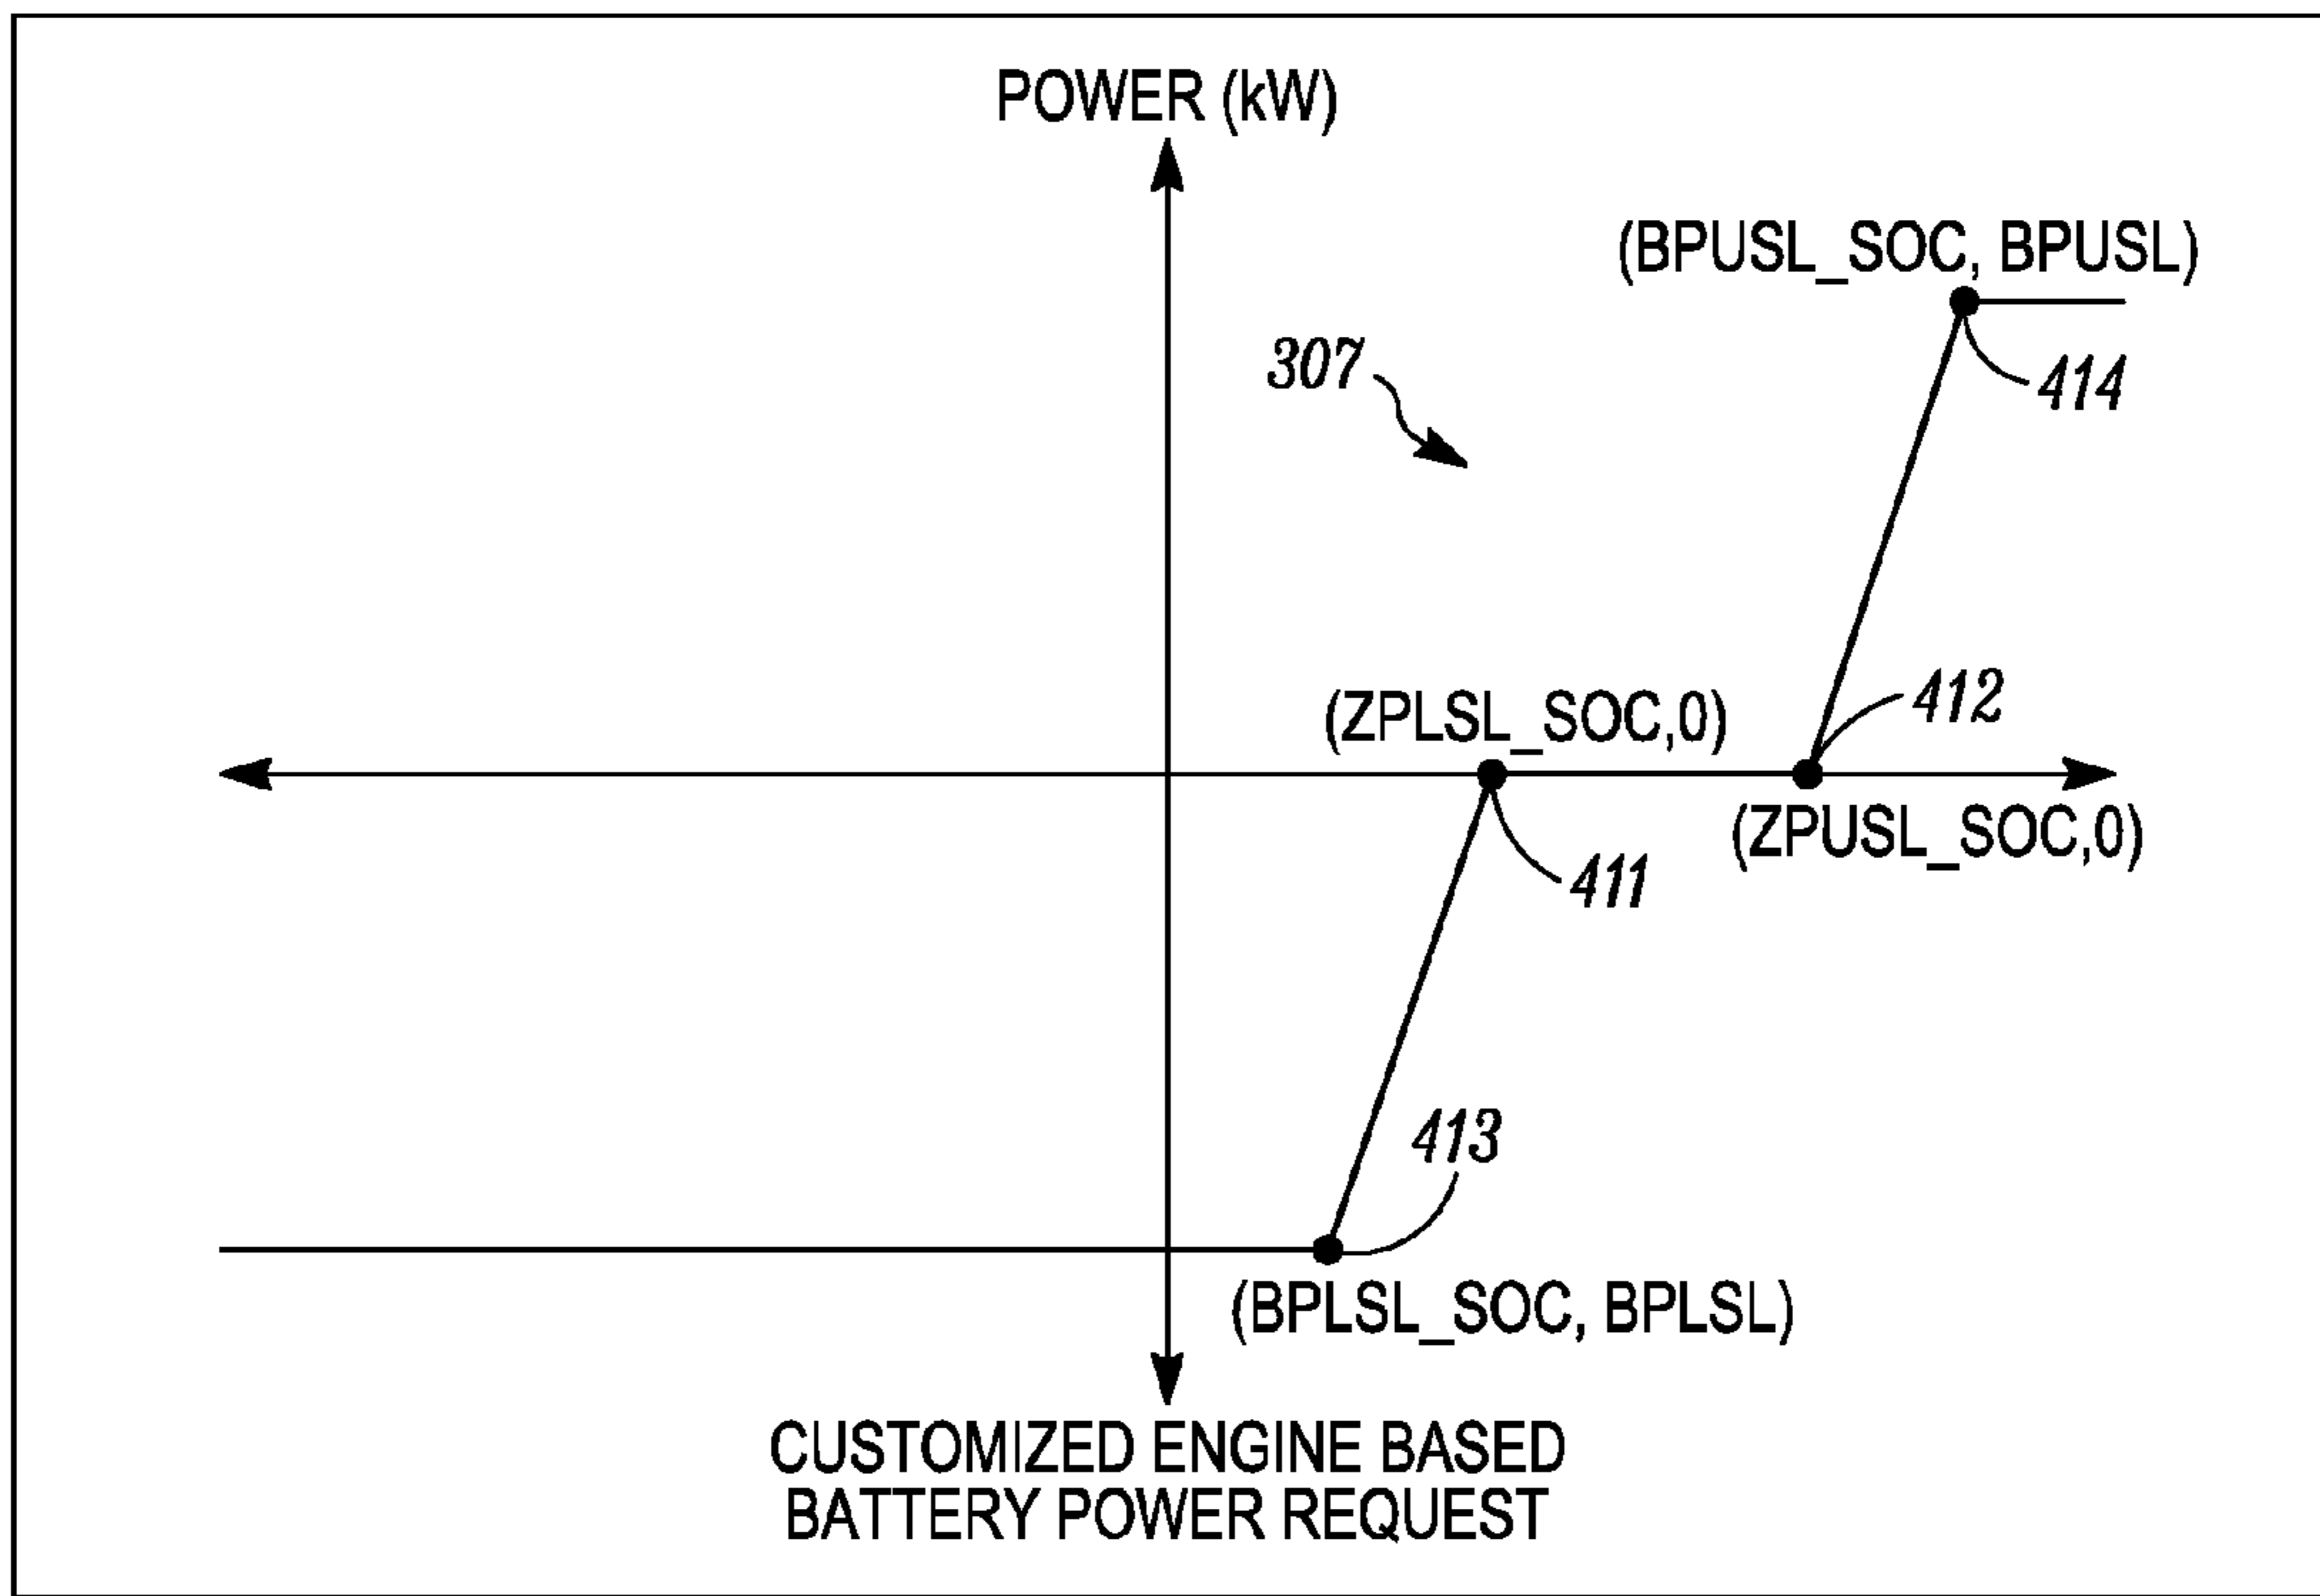 POWER (kW)
(BPUSL_SOC, BPUSL)
307
414
412
(ZPLSL_SOC,0)
(ZPUSL_SOC,0)
411
413
(BPLSL_SOC, BPLSL)
CUSTOMIZED ENGINE BASED
BATTERY POWER REQUEST